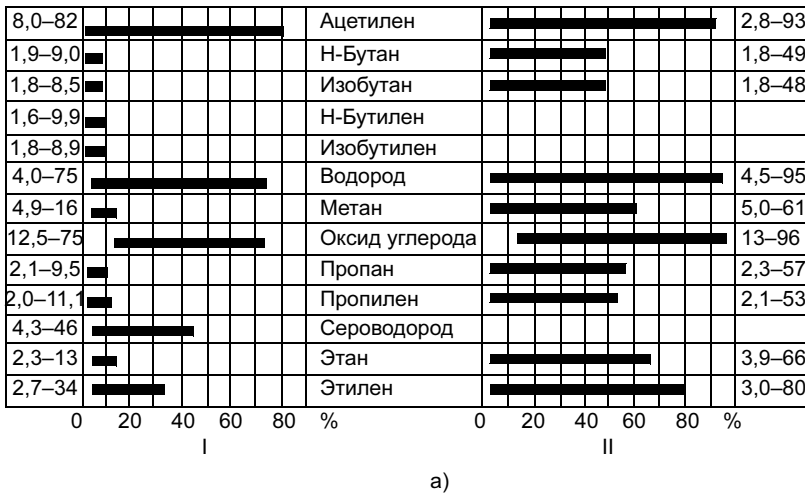 8,0–82 Ацетилен 2,8–93
1,9–9,0 Н-Бутан 1,8–49
1,8–8,5 Изобутан 1,8–48
1,6–9,9 Н-Бутилен
1,8–8,9 Изобутилен
4,0–75 Водород 4,5–95
4,9–16 Метан 5,0–61
12,5–75 Оксид углерода 13–96
2,1–9,5 Пропан 2,3–57
2,0–11,1 Пропилен 2,1–53
4,3–46 Сероводород
2,3–13 Этан 3,9–66
2,7–34 Этилен 3,0–80
0 20 40 60 80 % 0 20 40 60 80 %
I II
а)